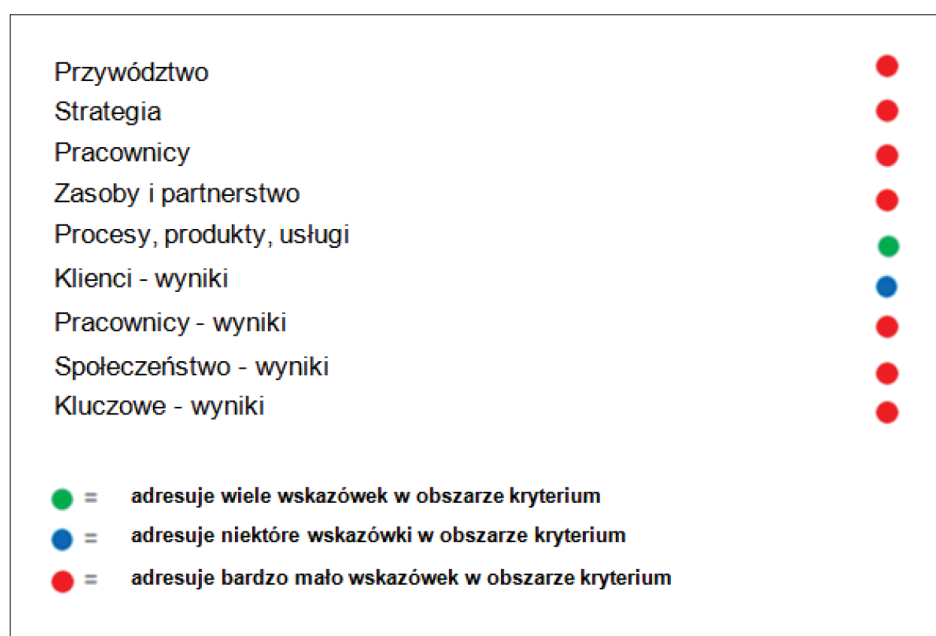 Przywództwo
Strategia
Pracownicy
Zasoby i partnerstwo
Procesy, produkty, usługi
Klienci - wyniki
Pracownicy - wyniki
Społeczeństwo - wyniki
Kluczowe - wyniki
= adresuje wiele wskazówek w obszarze kryterium
= adresuje niektóre wskazówki w obszarze kryterium
= adresuje bardzo mało wskazówek w obszarze kryterium